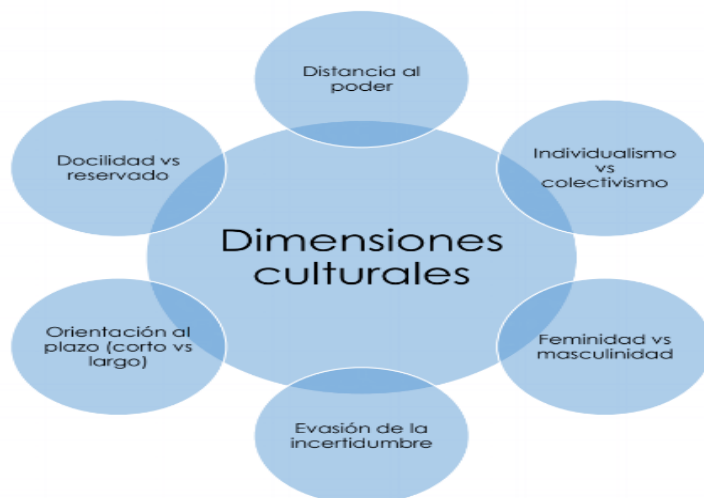 Distancia al
poder
Individualismo
vs
colectivismo
Feminidad vs
masculinidad
Evasión de la
incertidumbre
Orientación al
plazo (corto vs
largo)
Docilidad vs
reservado
Dimensiones
culturales